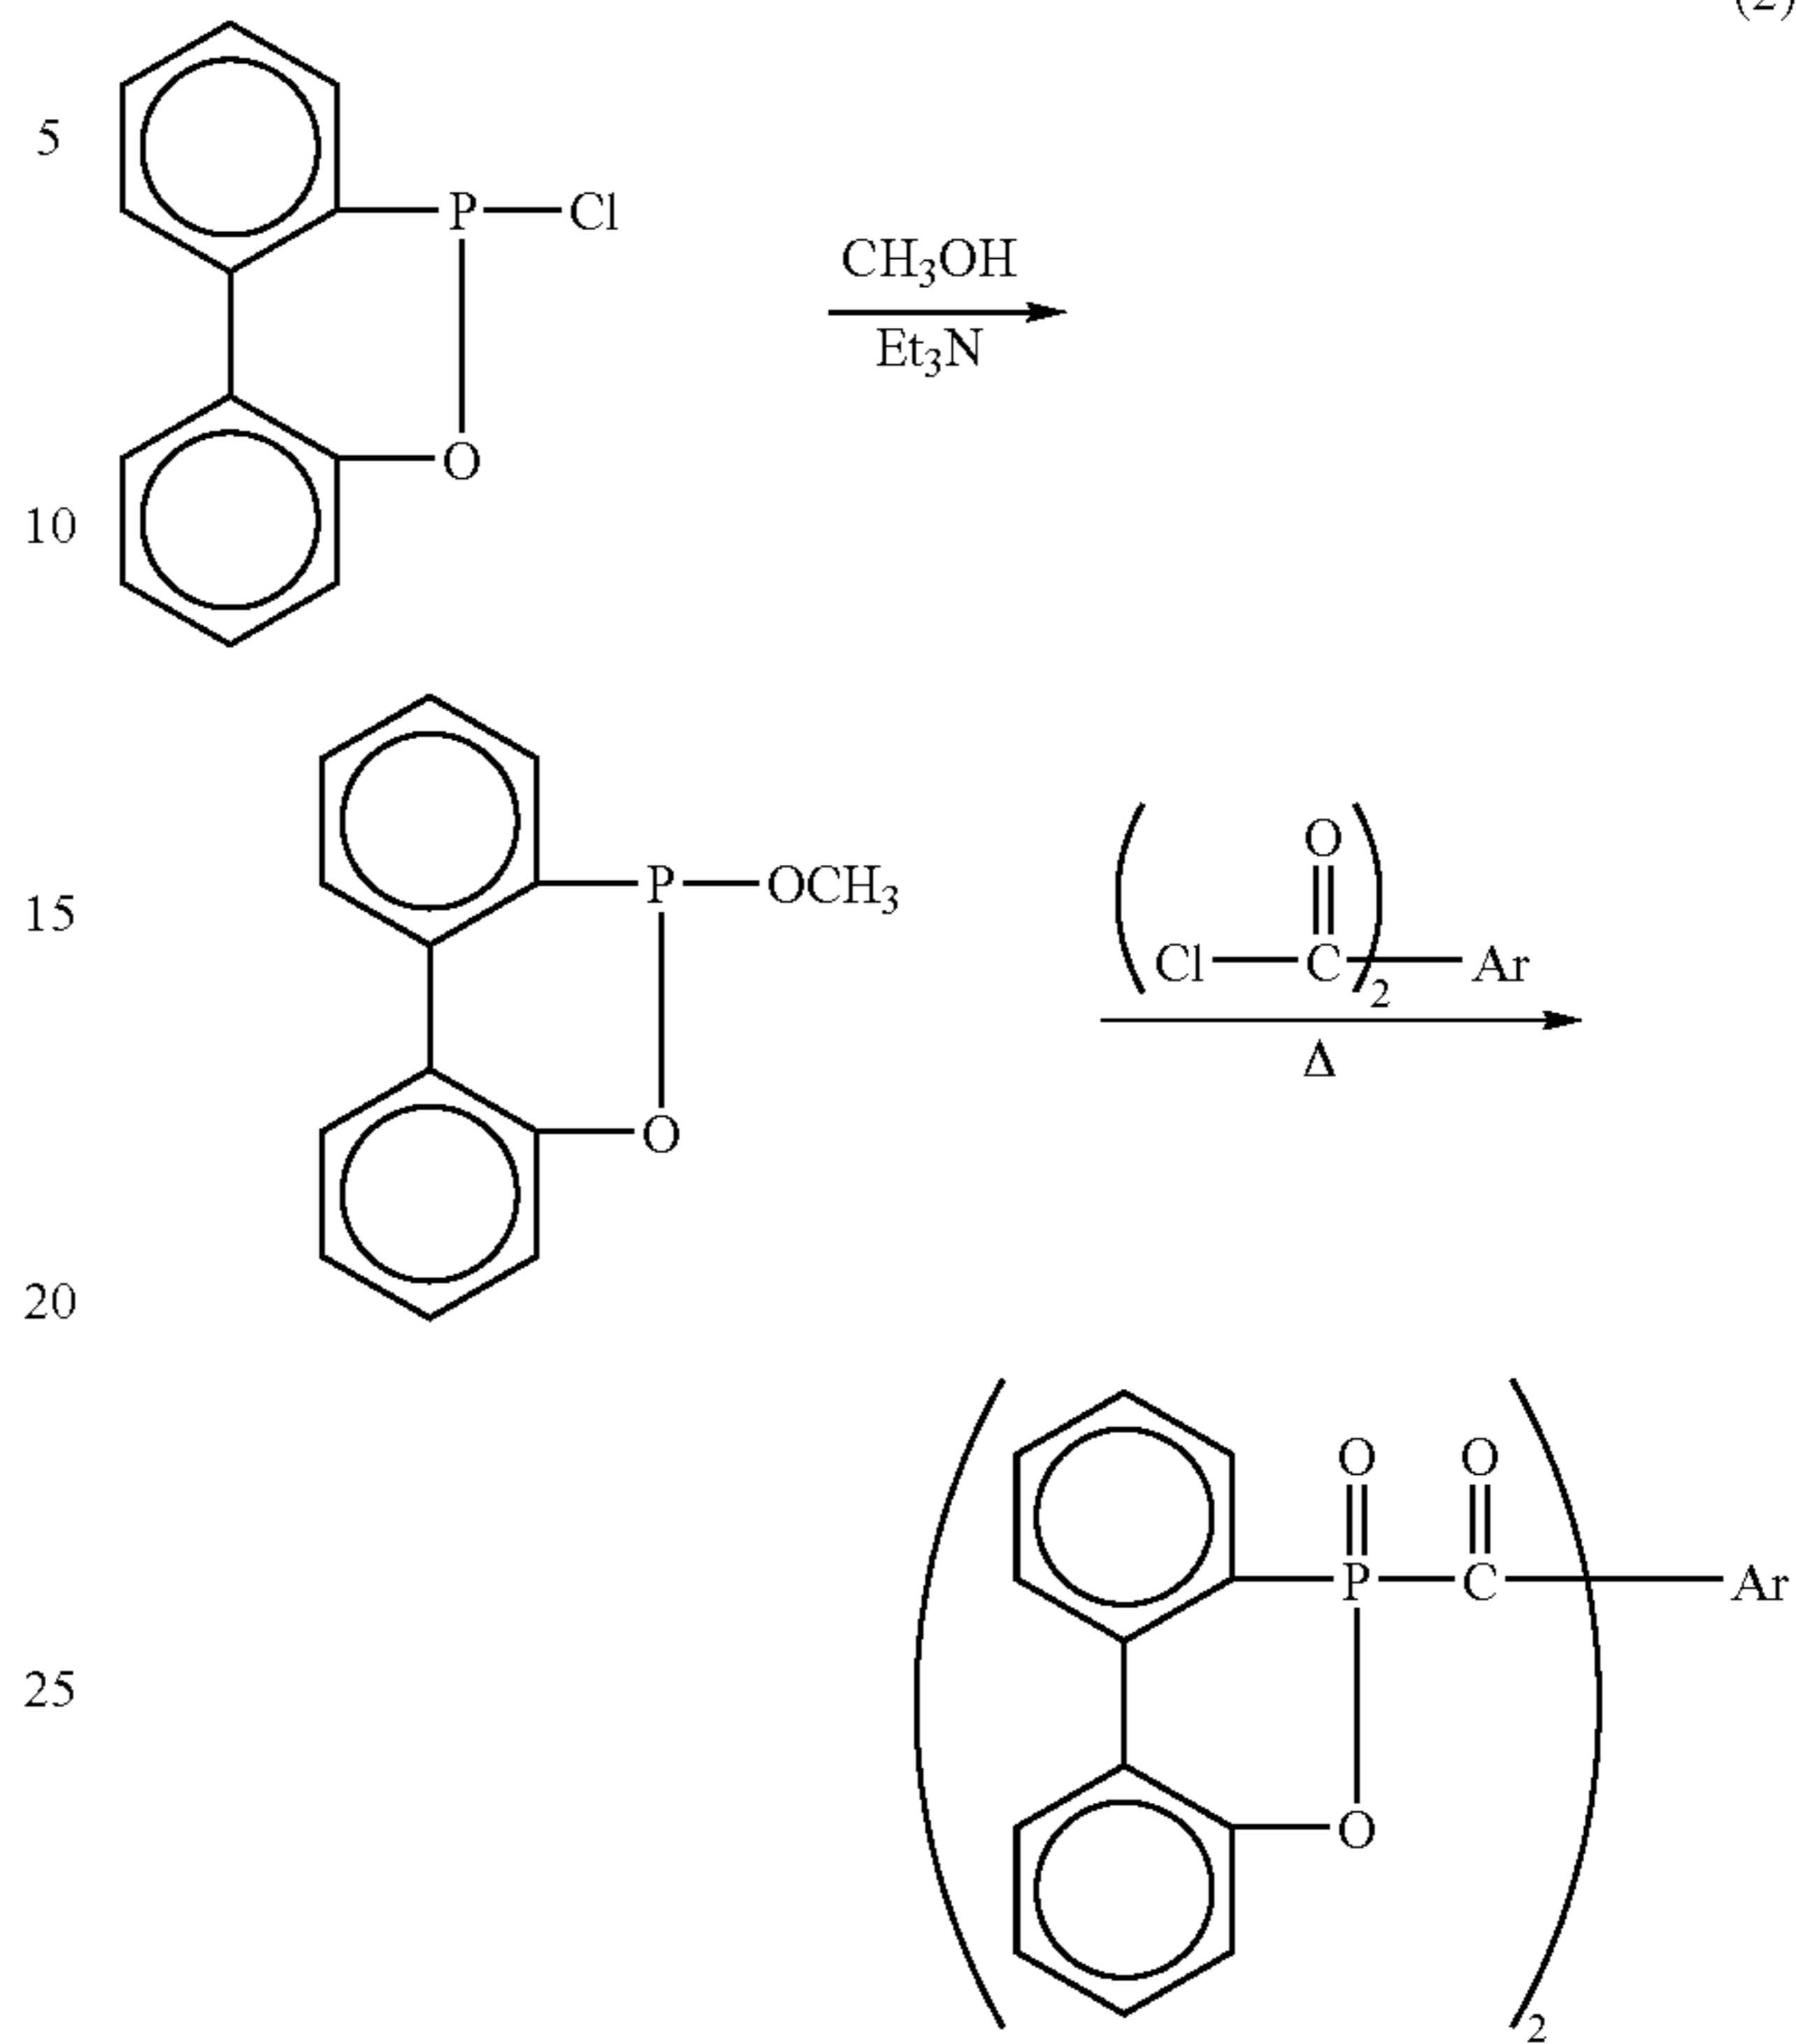 (2)
5
P—Cl
CH₃OH
Et₃N
O
10
O
15
P—OCH₃
Cl—C
Ar
2
Δ
O
20
O O
P—C
Ar
25
O
2